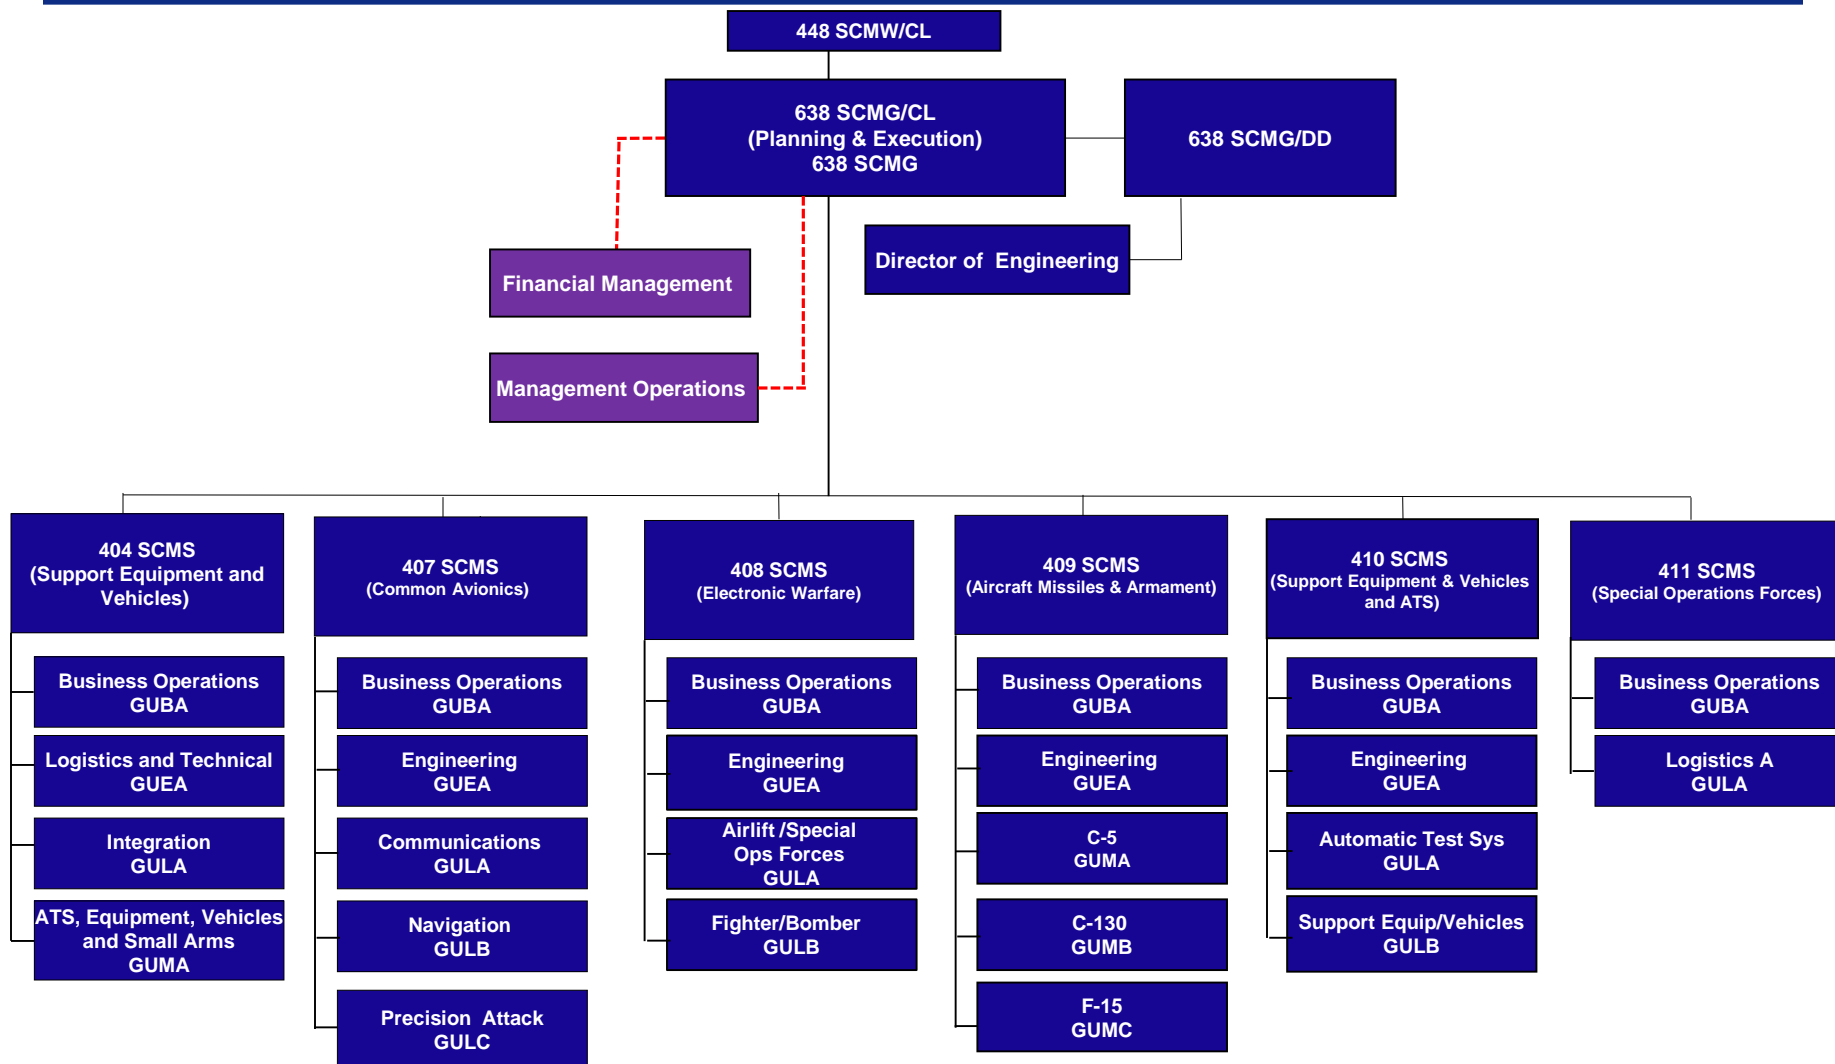 448 SCMW/CL
638 SCMG/CL
(Planning & Execution)
638 SCMG
638 SCMG/DD
Director of Engineering
Financial Management
Management Operations
404 SCMS
(Support Equipment and
Vehicles)
Business Operations
GUBA
Logistics and Technical
GUEA
Integration
GULA
ATS, Equipment, Vehicles
and Small Arms
GUMA
407 SCMS
(Common Avionics)
Business Operations
GUBA
Engineering
GUEA
Communications
GULA
Navigation
GULB
Precision Attack
GULC
408 SCMS
(Electronic Warfare)
Business Operations
GUBA
Engineering
GUEA
Airlift /Special
Ops Forces
GULA
Fighter/Bomber
GULB
409 SCMS
(Aircraft Missiles & Armament)
Business Operations
GUBA
Engineering
GUEA
C-5
GUMA
C-130
GUMB
F-15
GUMC
410 SCMS
(Support Equipment & Vehicles
and ATS)
Business Operations
GUBA
Engineering
GUEA
Automatic Test Sys
GULA
Support Equip/Vehicles
GULB
411 SCMS
(Special Operations Forces)
Business Operations
GUBA
Logistics A
GULA